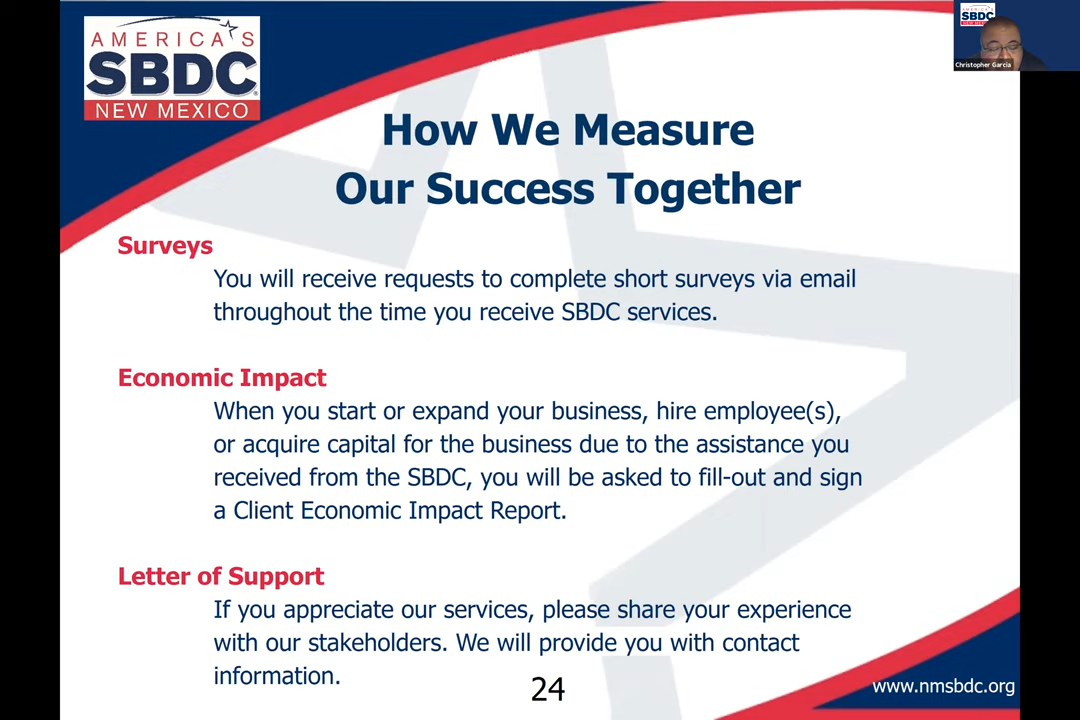 AMERICA'S
SBDC
NEW MEXICO
SBDC
Christopher Garcia
How We Measure
Our Success Together
Surveys
You will receive requests to complete short surveys via email
throughout the time you receive SBDC services.
Economic Impact
When you start or expand your business, hire employee(s),
or acquire capital for the business due to the assistance you
received from the SBDC, you will be asked to fill-out and sign
a Client Economic Impact Report.
Letter of Support
If you appreciate our services, please share your experience
with our stakeholders. We will provide you with contact
information.
24
www.nmsbdc.org